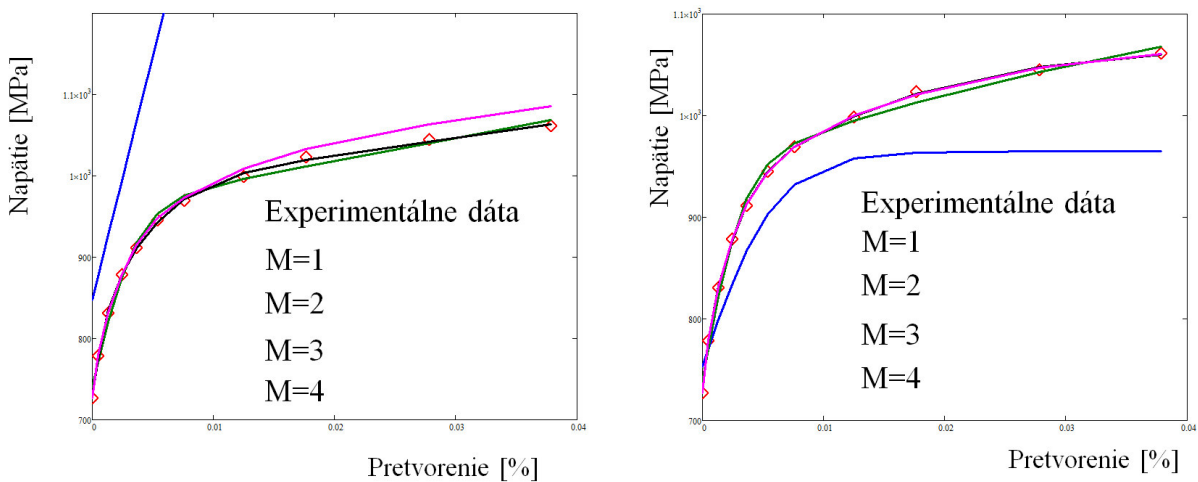 Napätie [MPa]
1.1×10³
1×10³
900
800
700
0
0.01
0.02
0.03
0.04
Experimentálne dáta
M=1
M=2
M=3
M=4
Pretvorenie [%]
Napätie [MPa]
1.1×10³
1×10³
900
800
700
0
0.01
0.02
0.03
0.04
Experimentálne dáta
M=1
M=2
M=3
M=4
Pretvorenie [%]